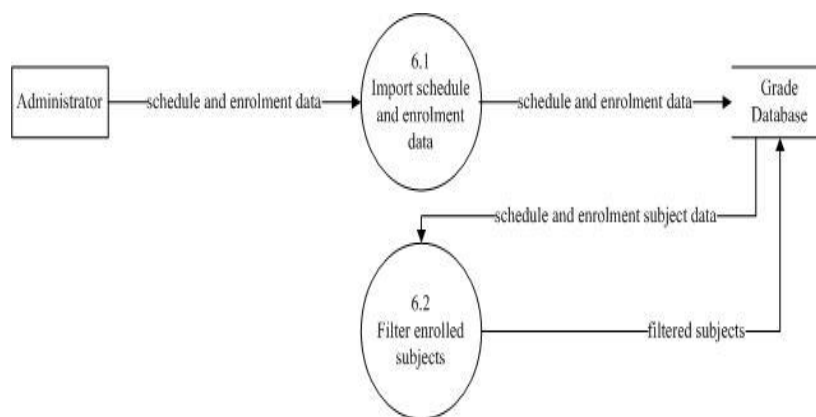 6.1
Import schedule
and enrolment
data
Administrator
schedule and enrolment data
schedule and enrolment data
Grade
Database
schedule and enrolment subject data
6.2
Filter enrolled
subjects
filtered subjects